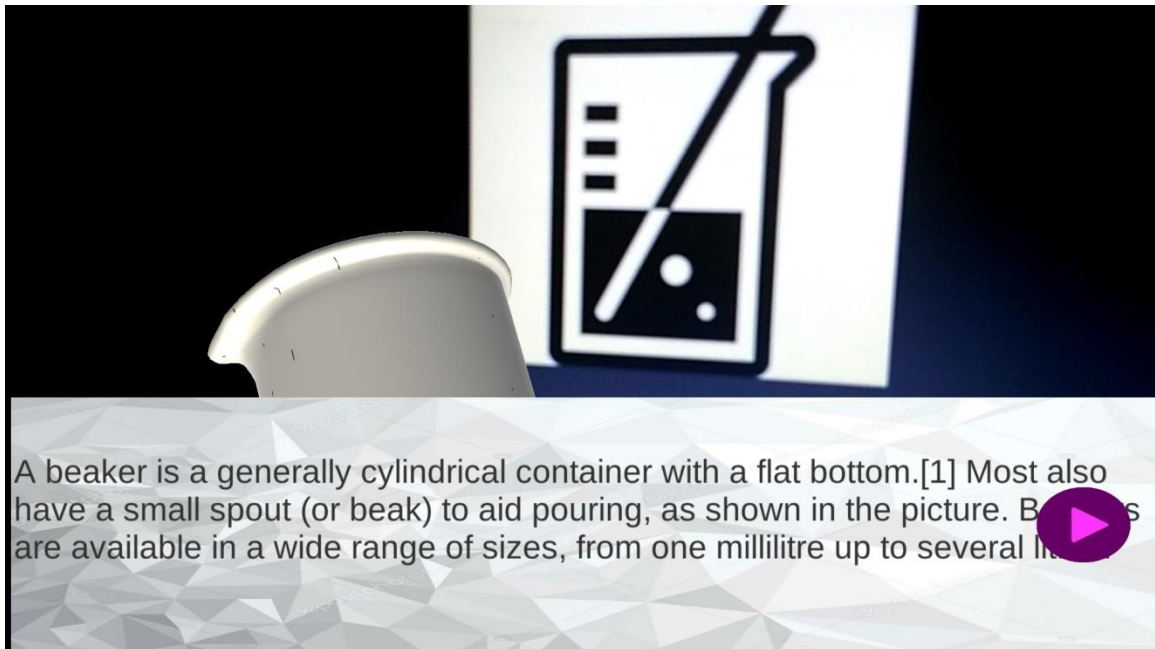 A beaker is a generally cylindrical container with a flat bottom.[1] Most also
have a small spout (or beak) to aid pouring, as shown in the picture.
are available in a wide range of sizes, from one millilitre up to several